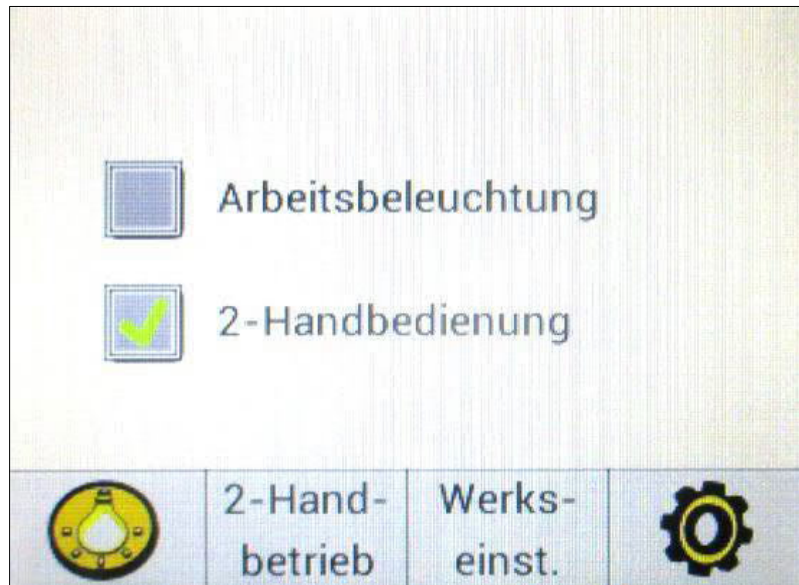 Arbeitsbeleuchtung
2-Handbedienung
2-Hand-
betrieb
Werks-
einst.